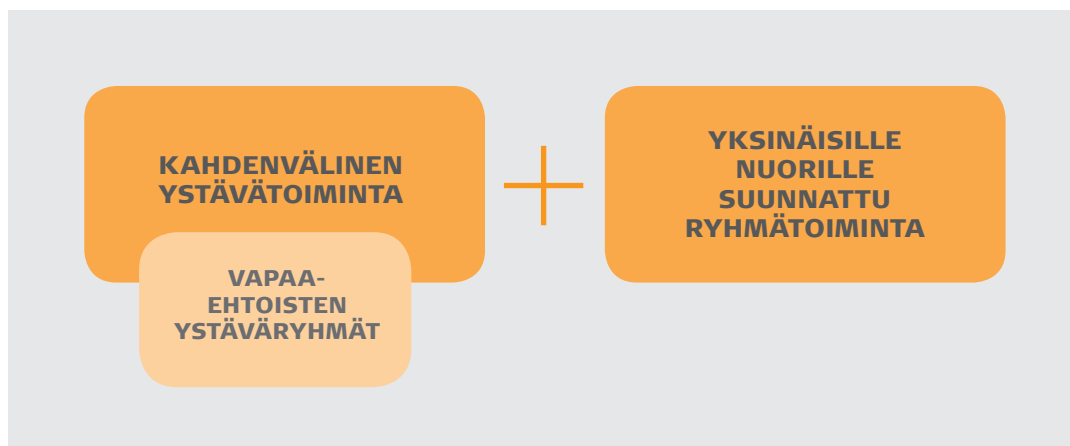 KAHDENVÄLINEN
YSTÄVÄTOIMINTA
VAPAA-
EHTOISTEN
YSTÄVÄRYHMÄT
YKSINÄISILLE
NUORILLE
SUUNNATTU
RYHMÄTOIMINTA